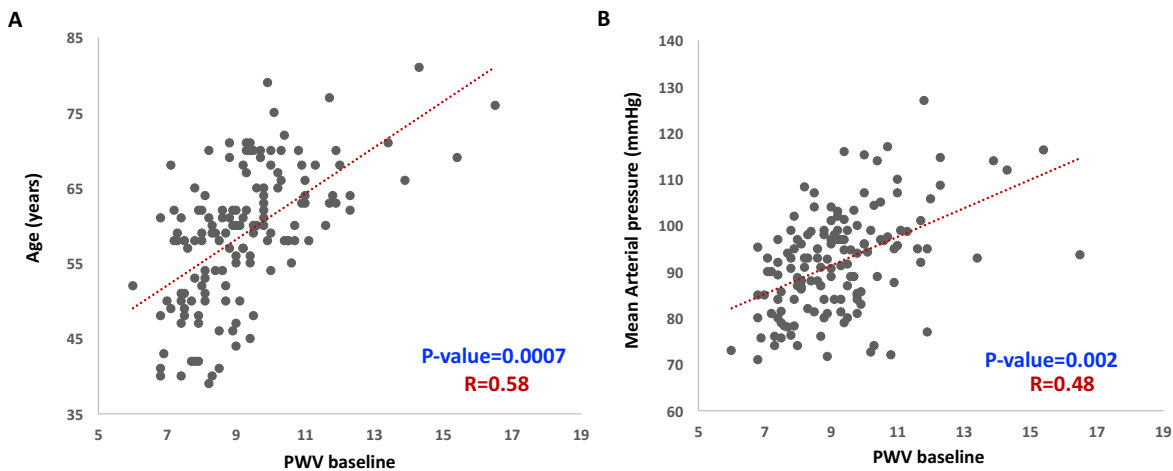 A
85
75
65
55
45
35
Age (years)
5 7 9 11 13 15 17 19
PWV baseline
P-value=0.0007
R=0.58
B
140
130
120
110
100
90
80
70
60
Mean Arterial pressure (mmHg)
5 7 9 11 13 15 17 19
PWV baseline
P-value=0.002
R=0.48